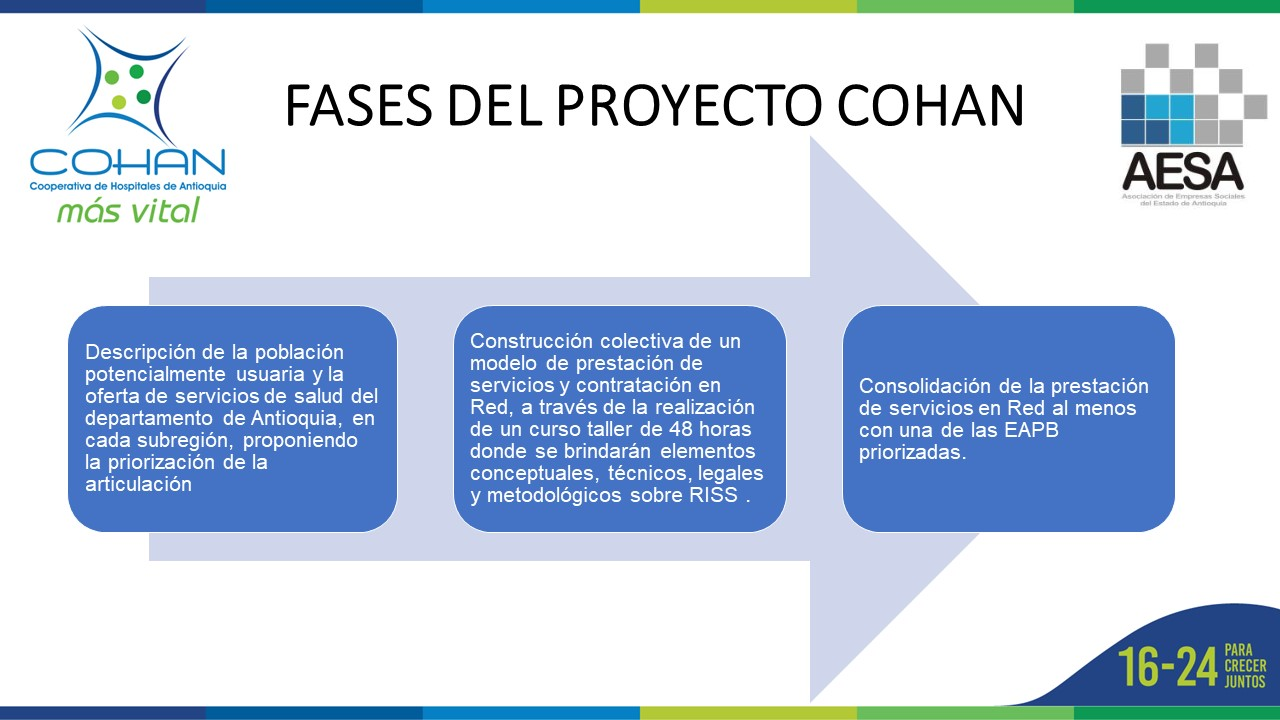 FASES DEL PROYECTO COHAN
COHAN
Cooperativa de Hospitales de Antioquia
más vital
AESA
Asociación de Empresas Sociales
del Estado de Antioquia
Descripción de la población
potencialmente usuaria y la
oferta de servicios de salud del
departamento de Antioquia, en
cada subregión, proponiendo
la priorización de la
articulación
Construcción colectiva de un
modelo de prestación de
servicios y contratación en
Red, a través de la realización
de un curso taller de 48 horas
donde se brindarán elementos
conceptuales, técnicos, legales
y metodológicos sobre RISS .
Consolidación de la prestación
de servicios en Red al menos
con una de las EAPB
priorizadas.
16-24
PARA
CRECER
JUNTOS